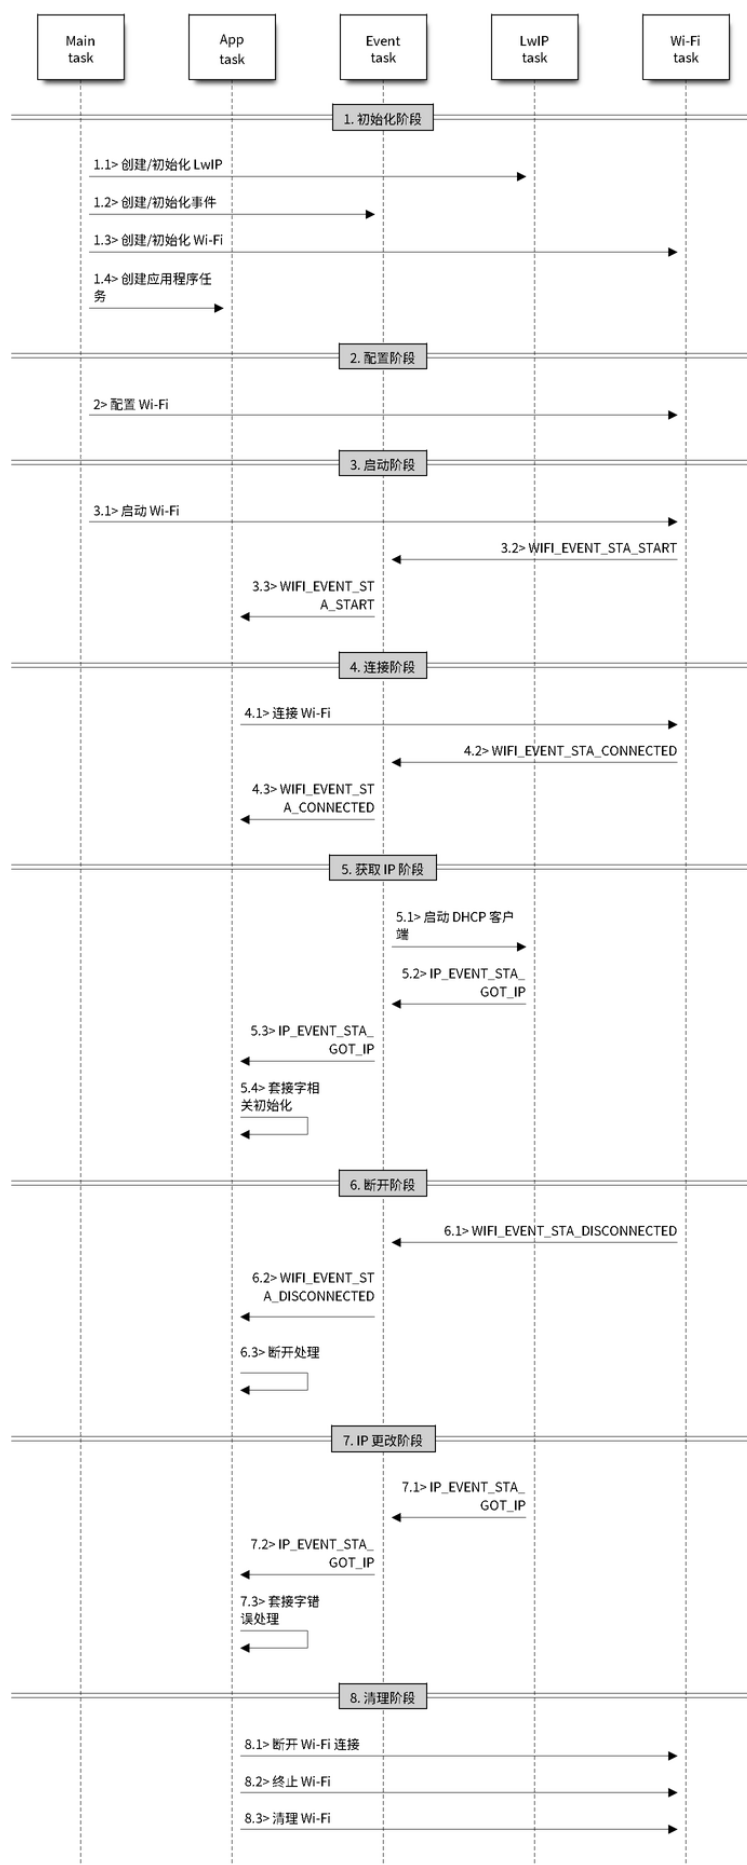 Main
task
App
task
Event
task
LwIP
task
Wi-Fi
task
1. 初始化阶段
1.1> 创建/初始化 LwIP
1.2> 创建/初始化事件
1.3> 创建/初始化 Wi-Fi
1.4> 创建应用程序任
务
2. 配置阶段
2> 配置 Wi-Fi
3. 启动阶段
3.1> 启动 Wi-Fi
3.2> WIFI_EVENT_STA_START
3.3> WIFI_EVENT_ST
A_START
4. 连接阶段
4.1> 连接 Wi-Fi
4.2> WIFI_EVENT_STA_CONNECTED
4.3> WIFI_EVENT_ST
A_CONNECTED
5. 获取 IP 阶段
5.1> 启动 DHCP 客户
端
5.2> IP_EVENT_STA_
GOT_IP
5.3> IP_EVENT_STA_
GOT_IP
5.4> 套接字相
关初始化
6. 断开阶段
6.1> WIFI_EVENT_STA_DISCONNECTED
6.2> WIFI_EVENT_ST
A_DISCONNECTED
6.3> 断开处理
7. IP 更改阶段
7.1> IP_EVENT_STA_
GOT_IP
7.2> IP_EVENT_STA_
GOT_IP
7.3> 套接字错
误处理
8. 清理阶段
8.1> 断开 Wi-Fi 连接
8.2> 终止 Wi-Fi
8.3> 清理 Wi-Fi